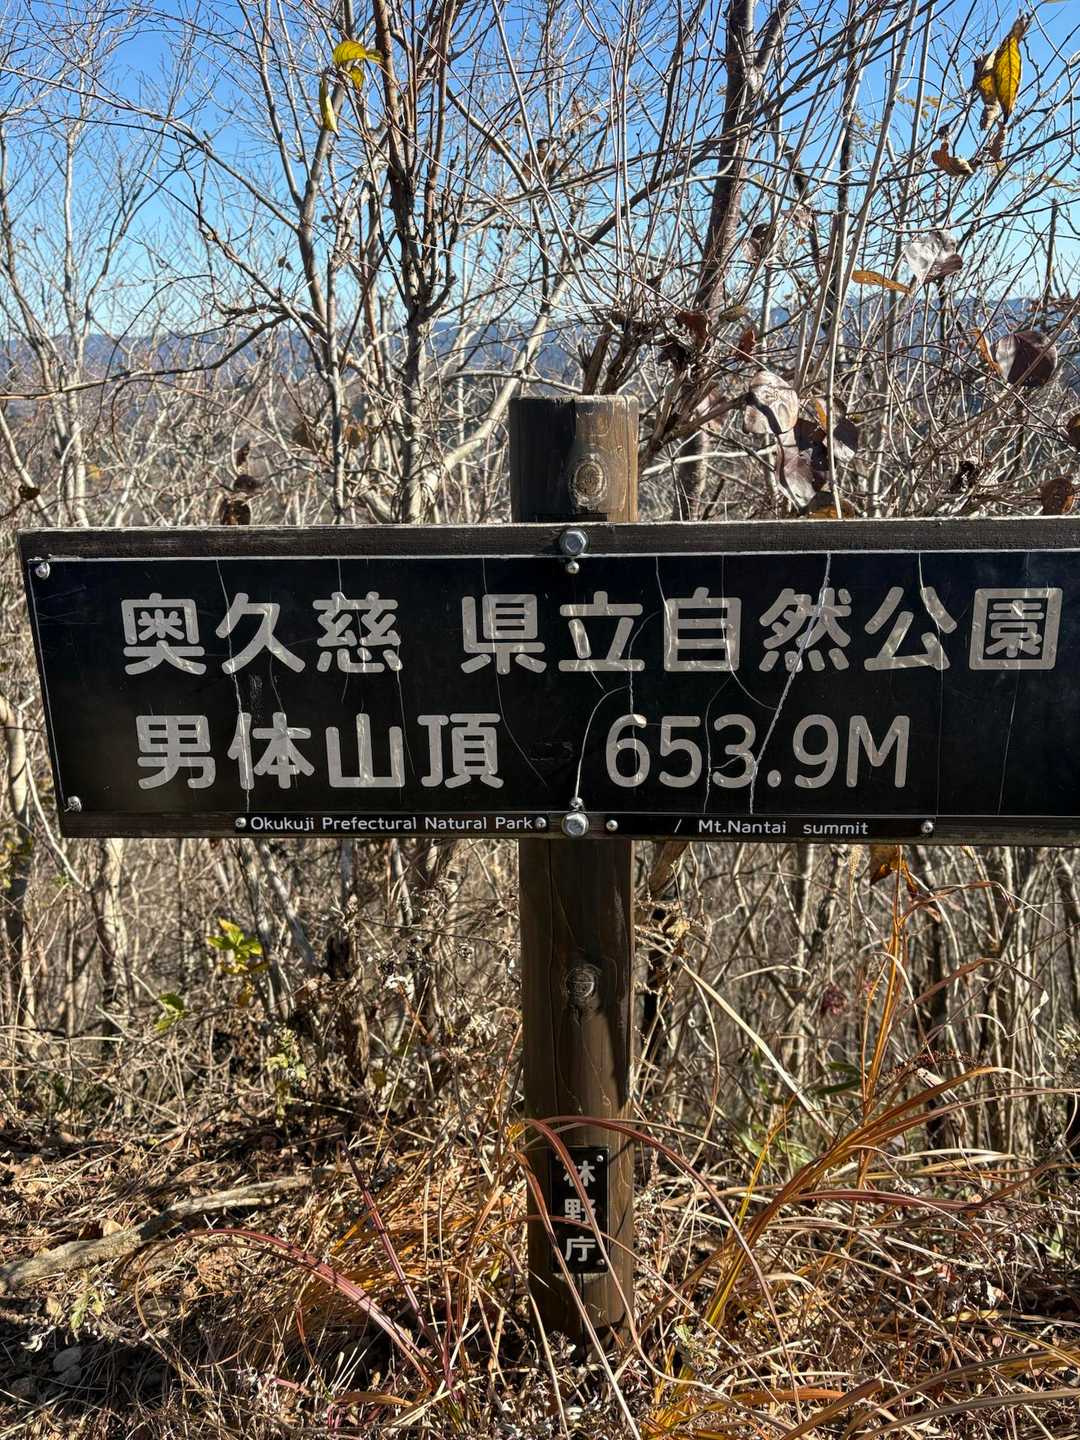 奥久慈 県立自然公園
男体山頂 653.9M
Okukuji Prefectural Natural Park / Mt.Nantai summit
林野庁